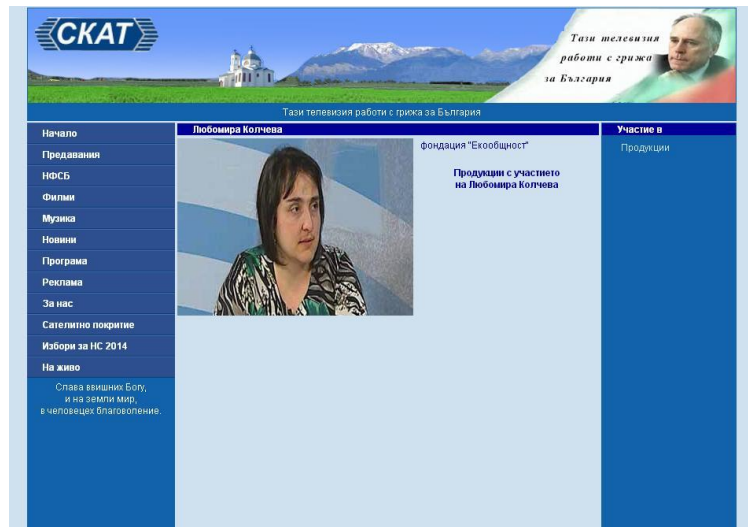 СКАТ
Тази телевизия
работи с грижа
за България
Тази телевизия работи с грижа за България
Начало
Предавания
НФСБ
Филми
Музика
Новини
Програма
Реклама
За нас
Сателитно покритие
Избори за НС 2014
На живо
Слава ввишних Богу,
и на земли мир,
в человецех благоволение.
Любомира Колчева
фондация "Екообщност"
Продукции с участието
на Любомира Колчева
Участие в
Продукции